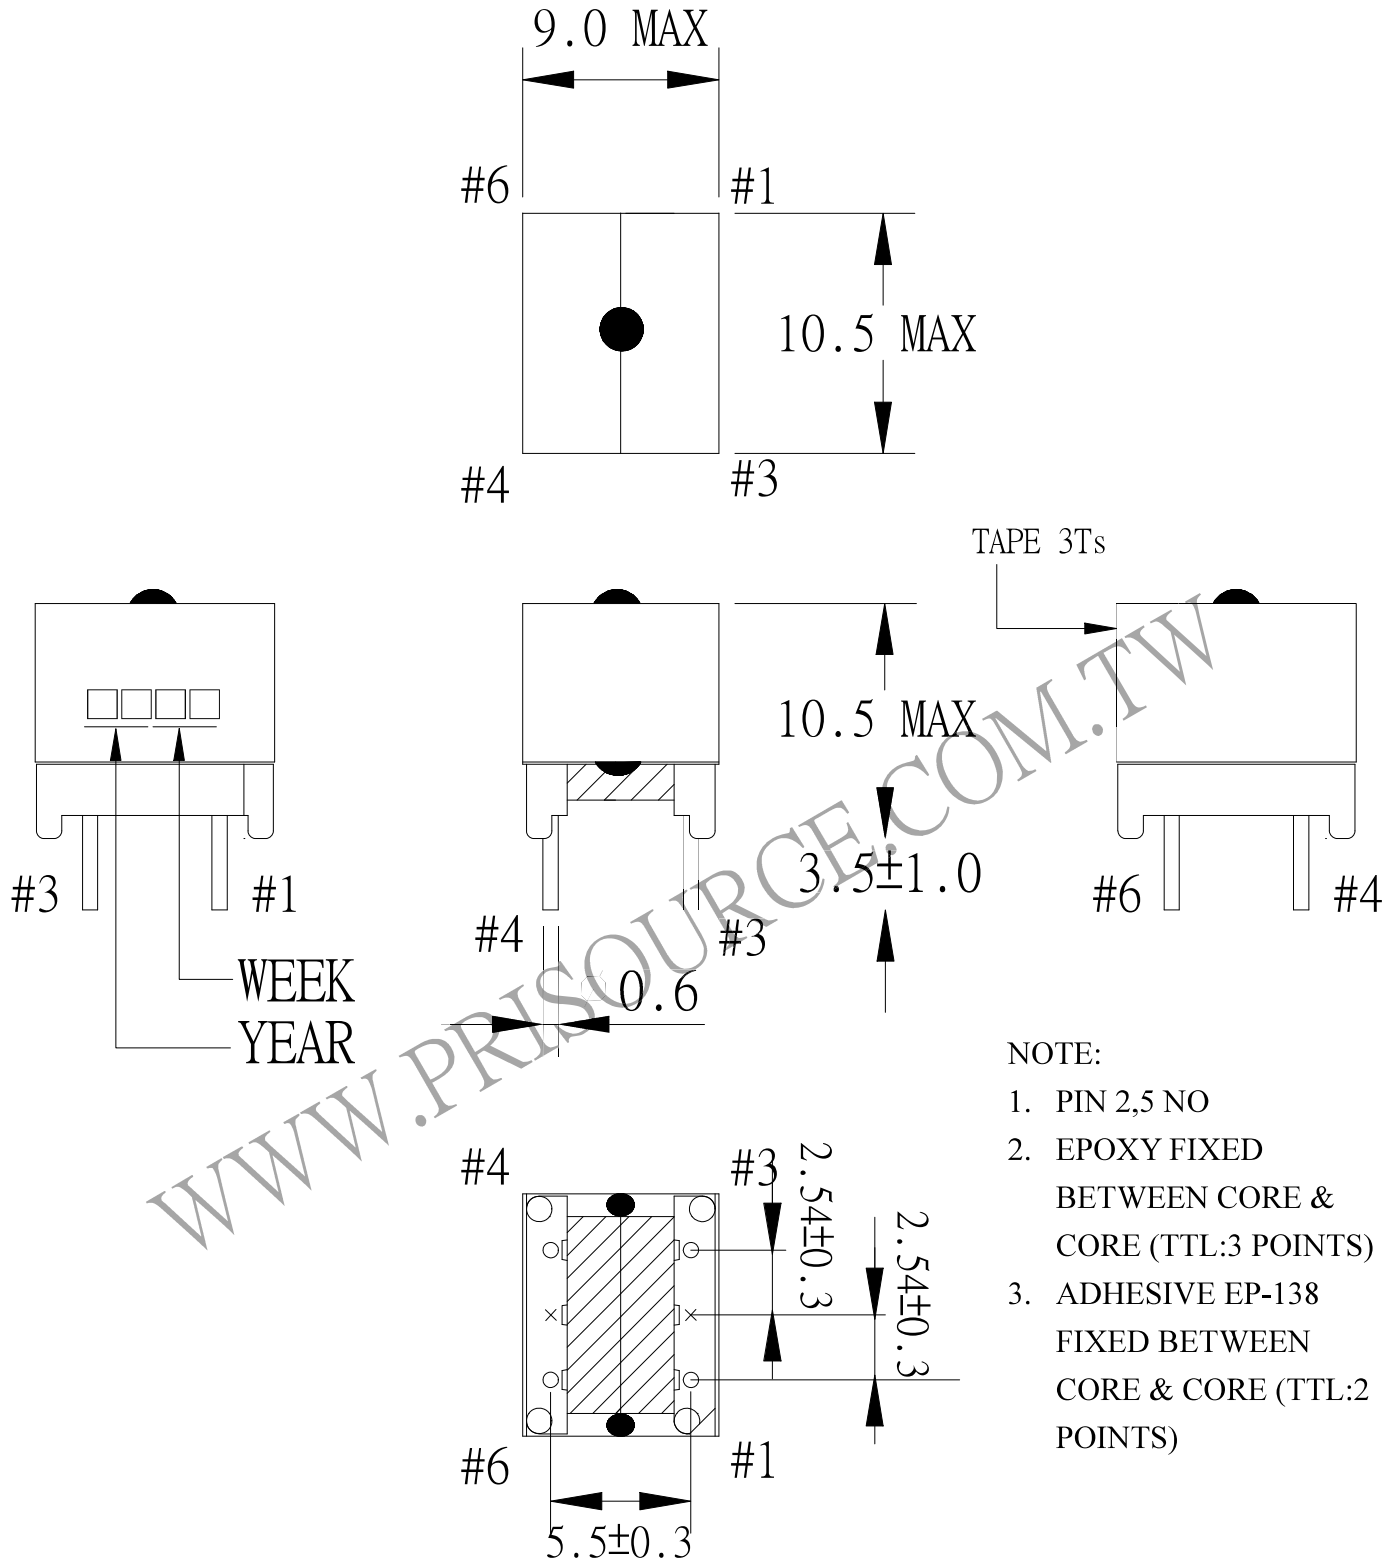 9.0 MAX
#6
#1
10.5 MAX
#4
#3
TAPE 3Ts
10.5 MAX
3.5±1.0
#3
#1
#4
#3
#6
#4
WEEK
YEAR
0.6
WWW.PRISOURCE.COM.TW
NOTE:
1. PIN 2,5 NO
2. EPOXY FIXED
BETWEEN CORE &
CORE (TTL:3 POINTS)
3. ADHESIVE EP-138
FIXED BETWEEN
CORE & CORE (TTL:2
POINTS)
#4
#3
2.54±0.3
2.54±0.3
#6
#1
5.5±0.3